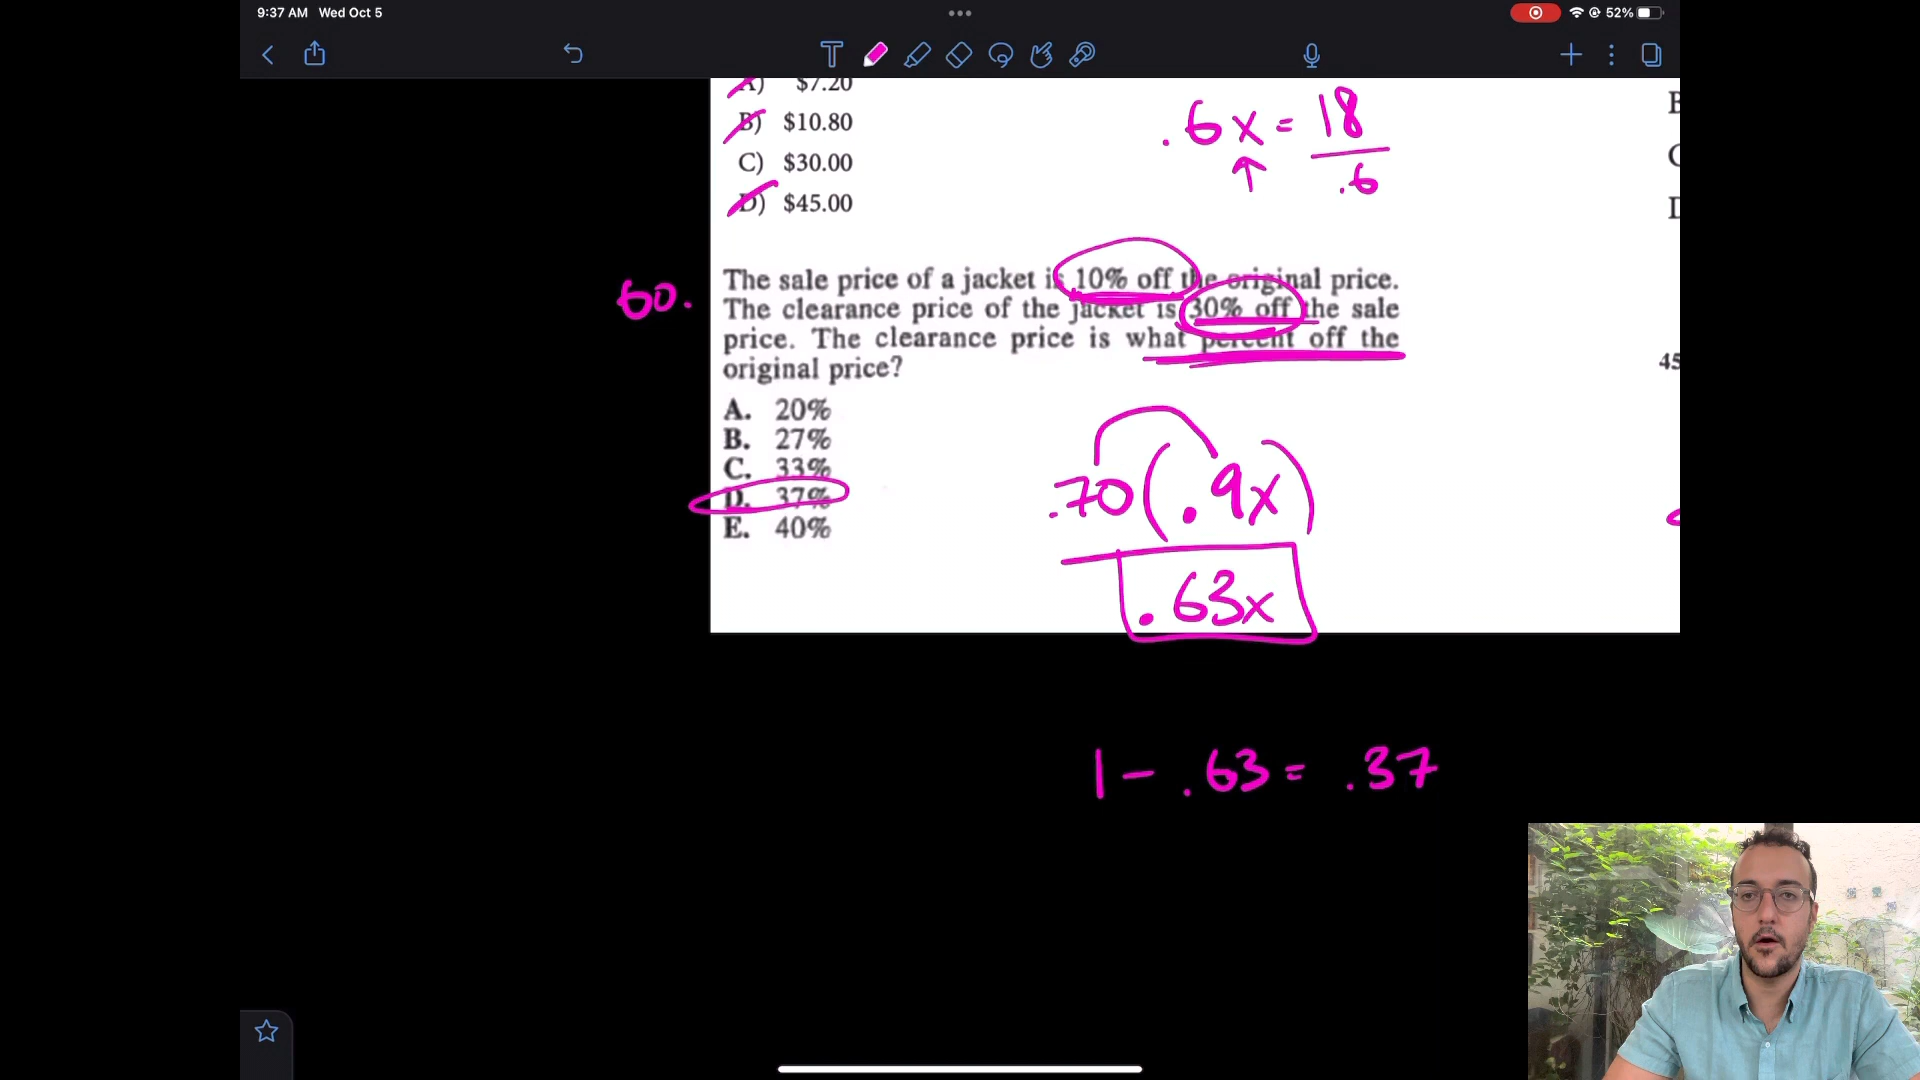 9:37 AM Wed Oct 5
52%
A) $7.20
B) $10.80
C) $30.00
D) $45.00
.6x = 18
.6
60.
The sale price of a jacket is 10% off the original price.
The clearance price of the jacket is 30% off the sale
price. The clearance price is what percent off the
original price?
A. 20%
B. 27%
C. 33%
D. 37%
E. 40%
.70(.9x)
.63x
1 - .63 = .37
45